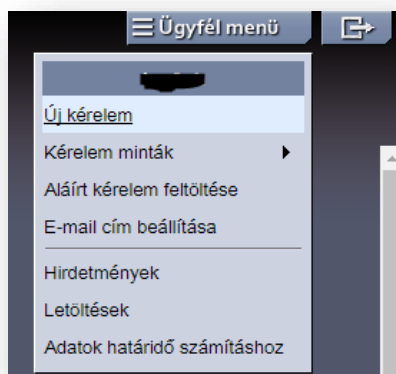 Ügyfél menü
Új kérelem
Kérelem minták
Aláírt kérelem feltöltése
E-mail cím beállítása
Hirdetmények
Letöltések
Adatok határidő számításhoz